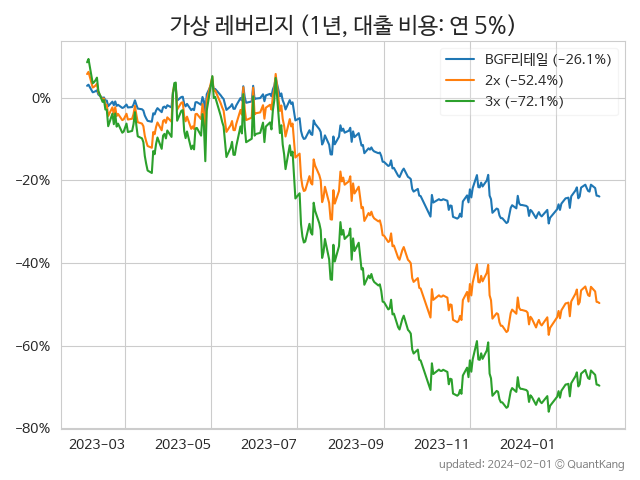 가상 레버리지 (1년, 대출 비용: 연 5%)
BGF리테일 (−26.1%)
2x (−52.4%)
3x (−72.1%)
0%
−20%
−40%
−60%
−80%
2023−03 2023−05 2023−07 2023−09 2023−11 2024−01
updated: 2024-02-01 © QuantKang